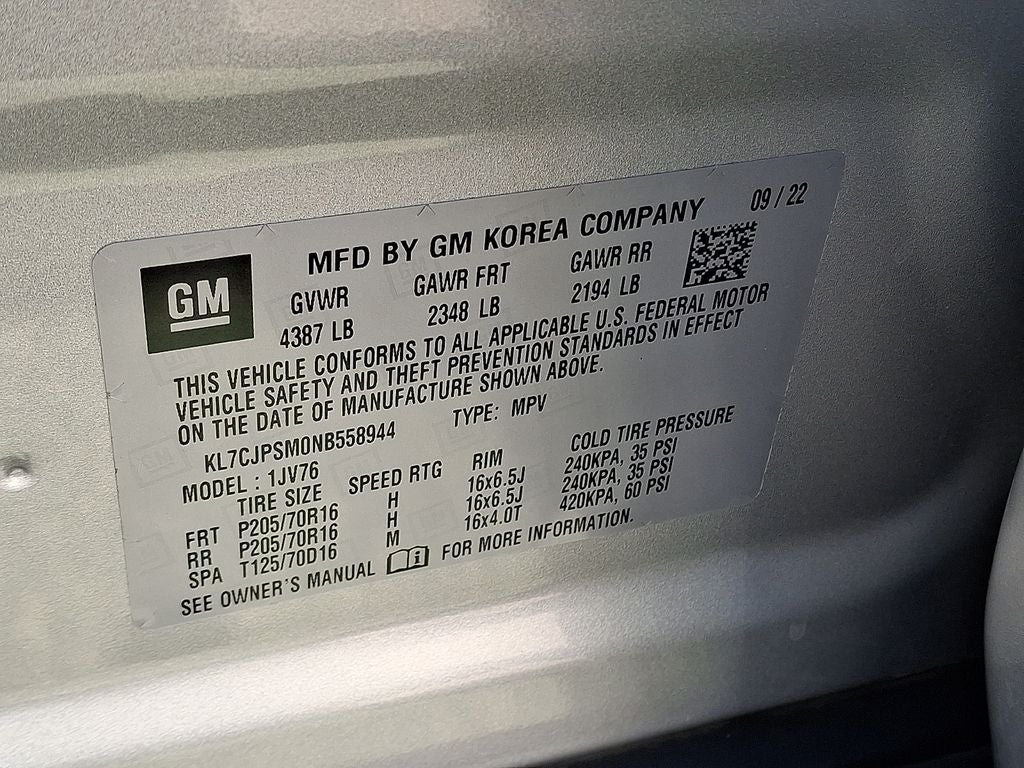 MFD BY GM KOREA COMPANY 09 / 22
GM
GVWR GAWR FRT GAWR RR
4387 LB 2348 LB 2194 LB
THIS VEHICLE CONFORMS TO ALL APPLICABLE U.S. FEDERAL MOTOR
VEHICLE SAFETY AND THEFT PREVENTION STANDARDS IN EFFECT
ON THE DATE OF MANUFACTURE SHOWN ABOVE.
KL7CJPSM0NB558944 TYPE: MPV
MODEL : 1JV76
TIRE SIZE SPEED RTG RIM COLD TIRE PRESSURE
FRT P205/70R16 H 16x6.5J 240KPA, 35 PSI
RR P205/70R16 H 16x6.5J 240KPA, 35 PSI
SPA T125/70D16 M 16x4.0T 420KPA, 60 PSI
SEE OWNER'S MANUAL FOR MORE INFORMATION.